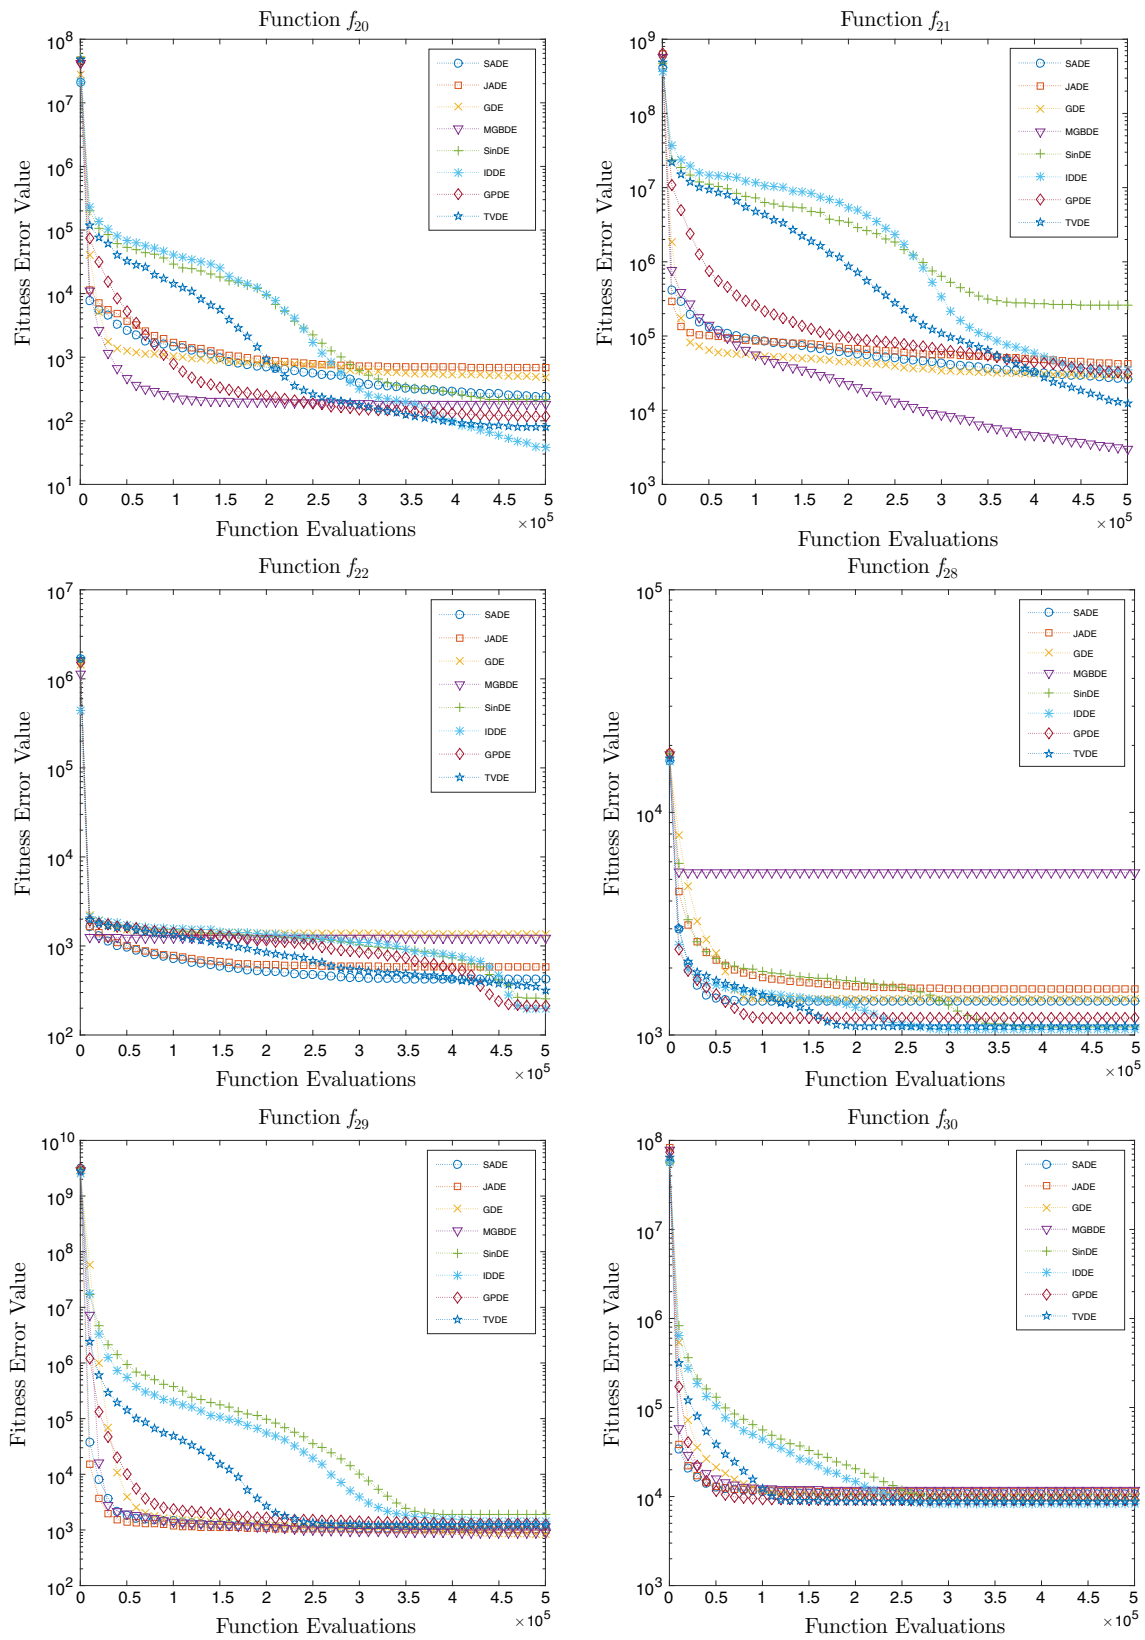 Function f20
10^8
10^7
10^6
10^5
10^4
10^3
10^2
10^1
Fitness Error Value
SADE
JADE
GDE
MGBDE
SinDE
IDDE
GPDE
TVDE
0 0.5 1 1.5 2 2.5 3 3.5 4 4.5 5
×10^5
Function Evaluations
Function f21
10^9
10^8
10^7
10^6
10^5
10^4
10^3
Fitness Error Value
SADE
JADE
GDE
MGBDE
SinDE
IDDE
GPDE
TVDE
0 0.5 1 1.5 2 2.5 3 3.5 4 4.5 5
×10^5
Function Evaluations
Function f22
10^7
10^6
10^5
10^4
10^3
10^2
Fitness Error Value
SADE
JADE
GDE
MGBDE
SinDE
IDDE
GPDE
TVDE
0 0.5 1 1.5 2 2.5 3 3.5 4 4.5 5
×10^5
Function Evaluations
Function f28
10^5
10^4
10^3
Fitness Error Value
SADE
JADE
GDE
MGBDE
SinDE
IDDE
GPDE
TVDE
0 0.5 1 1.5 2 2.5 3 3.5 4 4.5 5
×10^5
Function Evaluations
Function f29
10^10
10^9
10^8
10^7
10^6
10^5
10^4
10^3
10^2
Fitness Error Value
SADE
JADE
GDE
MGBDE
SinDE
IDDE
GPDE
TVDE
0 0.5 1 1.5 2 2.5 3 3.5 4 4.5 5
×10^5
Function Evaluations
Function f30
10^8
10^7
10^6
10^5
10^4
10^3
Fitness Error Value
SADE
JADE
GDE
MGBDE
SinDE
IDDE
GPDE
TVDE
0 0.5 1 1.5 2 2.5 3 3.5 4 4.5 5
×10^5
Function Evaluations